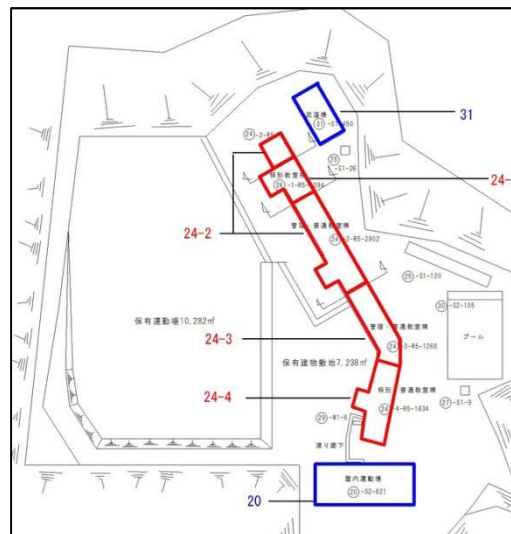 武道場
31
㉛-S1-450
㉔-2-R5
㉘
-S1-26
24-
特別教室棟
㉔-1-R5-
24-2
管理・普通教室棟
㉔-2-R5-2902
㉕-S1-120
㉚-S2-105
保有運動場10,282㎡
プール
管理・普通教室棟
24-3
㉔-3-R5-1268
保有建物敷地7,238㎡
24-4
特別・普通教室棟
㉔-4-R5-1634
㉗-S1-9
㉙-W1-6
渡り廊下
屋内運動場
20
⑳-S2-821